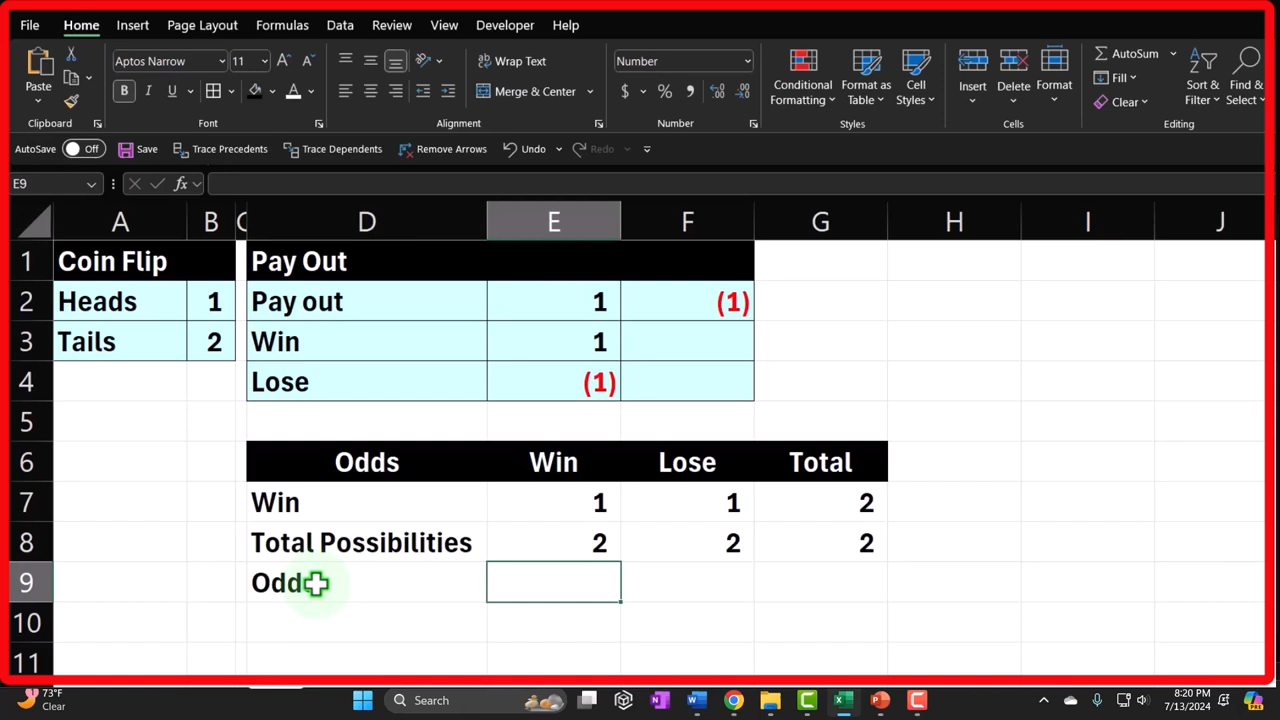 File Home Insert Page Layout Formulas Data Review View Developer Help
Paste
Aptos Narrow 11
Wrap Text
Merge & Center
Number
Conditional Formatting
Format as Table
Cell Styles
Insert
Delete
Format
AutoSum
Fill
Clear
Sort & Filter
Find & Select
B I U A $ %
Clipboard Font Alignment Number Styles Cells Editing
AutoSave Off Save Trace Precedents Trace Dependents Remove Arrows Undo Redo
E9 fx
A B C D E F G H I J
1 Coin Flip Pay Out
2 Heads 1 Pay out 1 (1)
3 Tails 2 Win 1
4 Lose (1)
5
6 Odds Win Lose Total
7 Win 1 1 2
8 Total Possibilities 2 2 2
9 Odd
10
11
73°F
Clear
Search
8:20 PM
7/13/2024